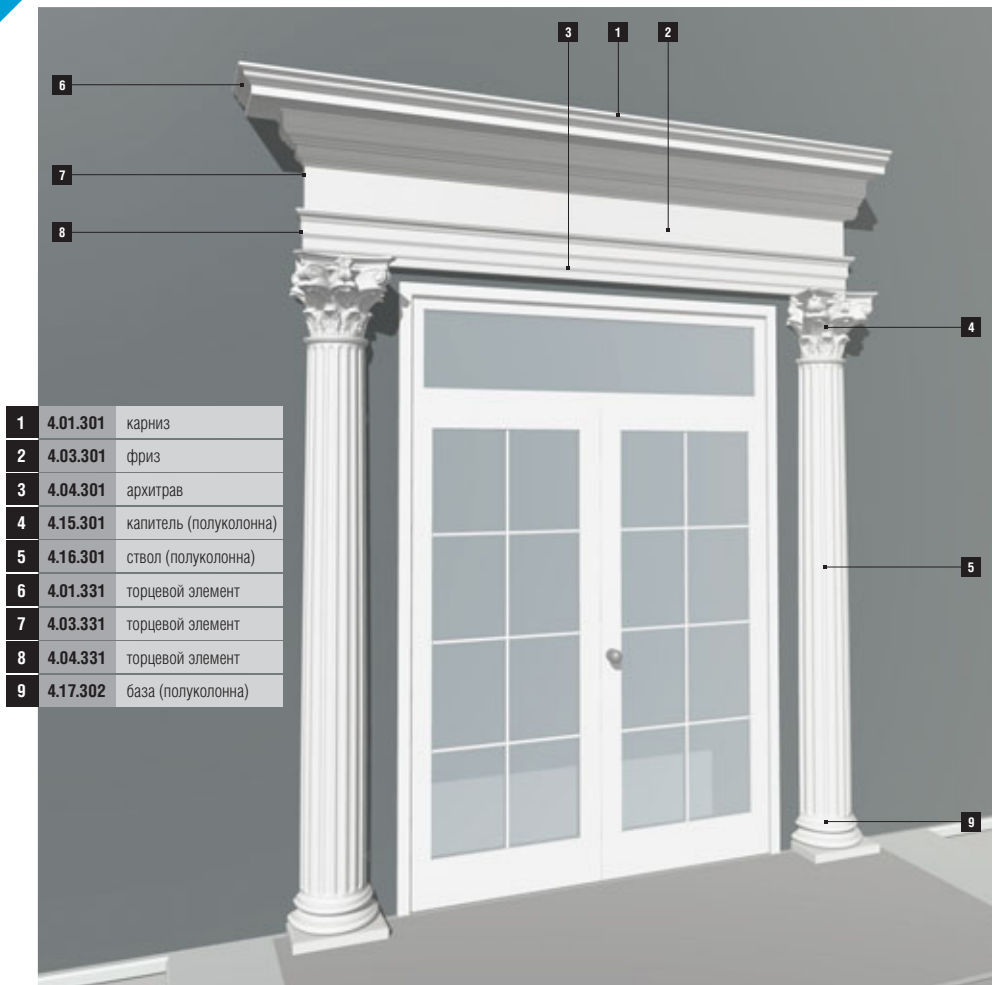 3 1 2
6
7
8
4
1 4.01.301 карниз
2 4.03.301 фриз
3 4.04.301 архитрав
4 4.15.301 капитель (полуколонна)
5 4.16.301 ствол (полуколонна)
6 4.01.331 торцевой элемент
7 4.03.331 торцевой элемент
8 4.04.331 торцевой элемент
9 4.17.302 база (полуколонна)
5
9